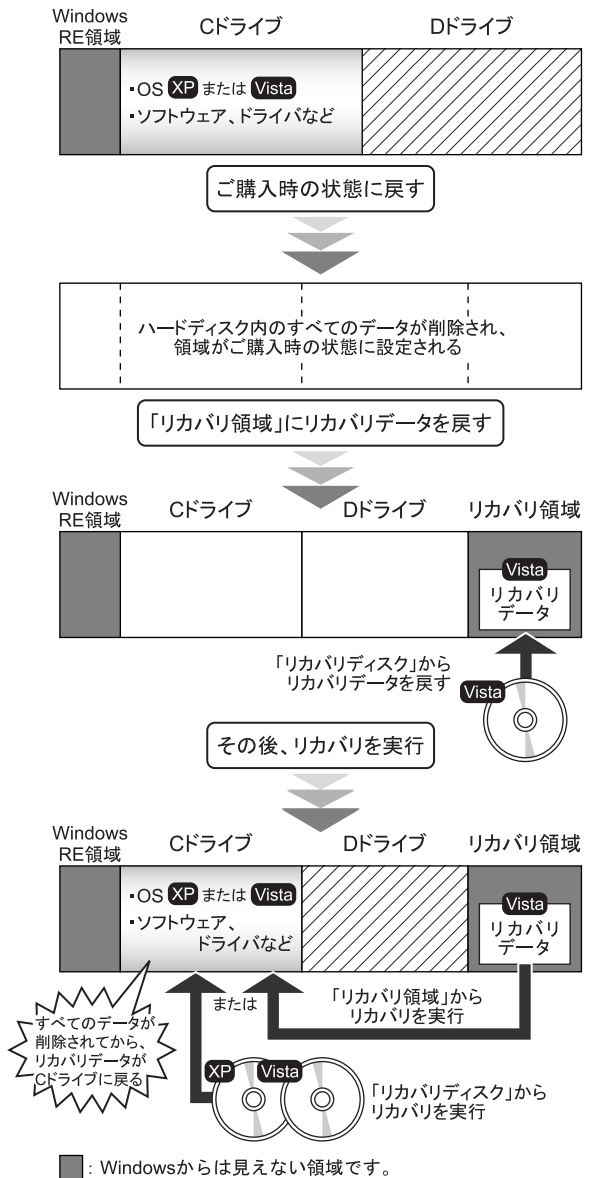 Windows
RE領域
Cドライブ
Dドライブ
▪OS XP または Vista
▪ソフトウェア、ドライバなど
ご購入時の状態に戻す
ハードディスク内のすべてのデータが削除され、
領域がご購入時の状態に設定される
「リカバリ領域」にリカバリデータを戻す
Windows
RE領域
Cドライブ
Dドライブ
リカバリ領域
Vista
リカバリ
データ
「リカバリディスク」から
リカバリデータを戻す
Vista
その後、リカバリを実行
Windows
RE領域
Cドライブ
Dドライブ
リカバリ領域
▪OS XP または Vista
▪ソフトウェア、
ドライバなど
Vista
リカバリ
データ
すべてのデータが
削除されてから、
リカバリデータが
Cドライブに戻る
または
「リカバリ領域」から
リカバリを実行
XP
Vista
「リカバリディスク」から
リカバリを実行
: Windowsからは見えない領域です。